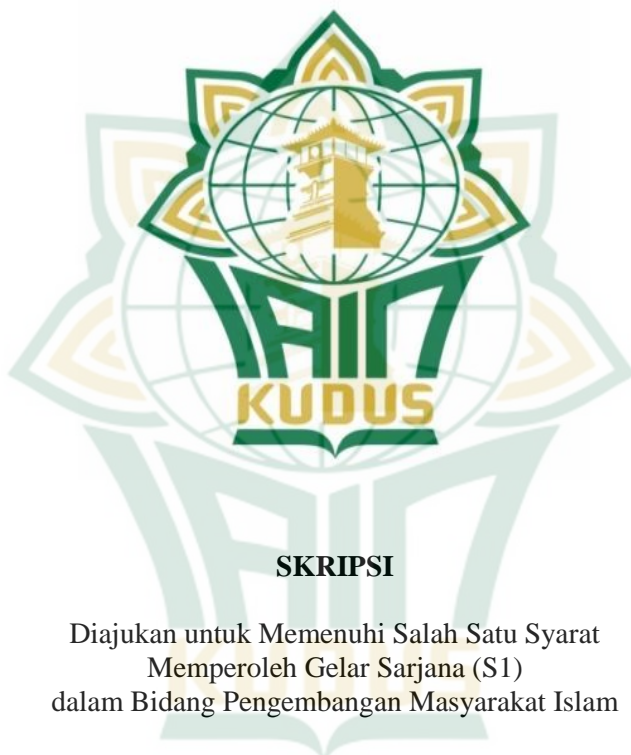 IAIN
KUDUS
SKRIPSI
Diajukan untuk Memenuhi Salah Satu Syarat
Memperoleh Gelar Sarjana (S1)
dalam Bidang Pengembangan Masyarakat Islam